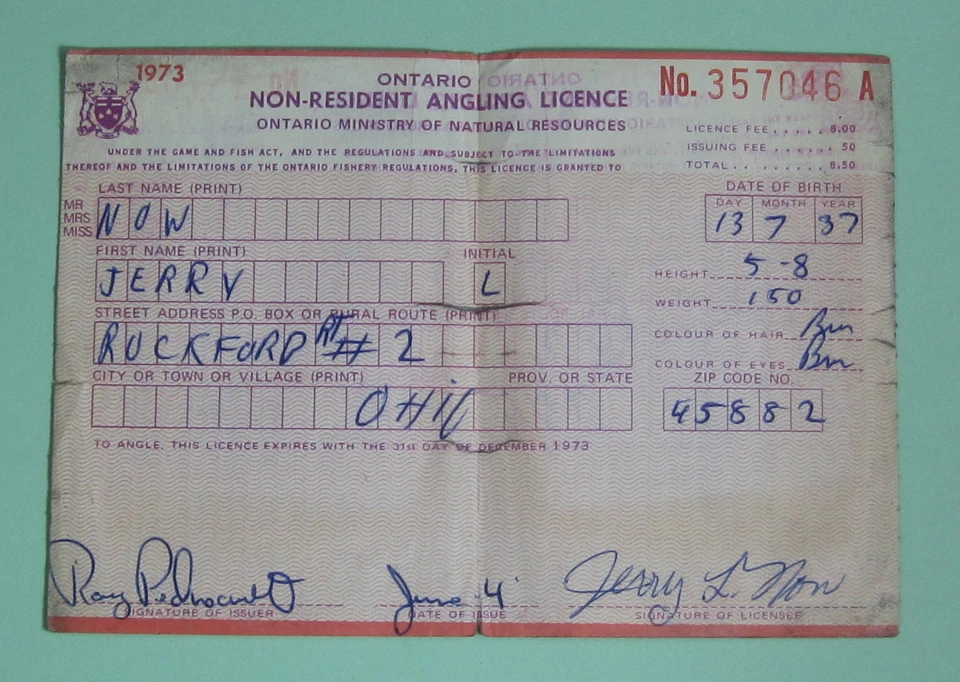 1973
ONTARIO
NON-RESIDENT ANGLING LICENCE
ONTARIO MINISTRY OF NATURAL RESOURCES
No. 357046 A
LICENCE FEE..... 8.00
ISSUING FEE..... 50
TOTAL......... 8.50
UNDER THE GAME AND FISH ACT, AND THE REGULATIONS AND SUBJECT TO THE LIMITATIONS
THEREOF AND THE LIMITATIONS OF THE ONTARIO FISHERY REGULATIONS, THIS LICENCE IS GRANTED TO
LAST NAME (PRINT)
MR
MRS
MISS
NOW
DATE OF BIRTH
DAY MONTH YEAR
13 7 37
FIRST NAME (PRINT) INITIAL
JERRY L
HEIGHT 5-8
WEIGHT 150
COLOUR OF HAIR Brn
COLOUR OF EYES Brn
STREET ADDRESS P.O. BOX OR RURAL ROUTE (PRINT)
ROCKFORD RT # 2
CITY OR TOWN OR VILLAGE (PRINT) PROV. OR STATE
OHIO
ZIP CODE NO.
45882
TO ANGLE, THIS LICENCE EXPIRES WITH THE 31st DAY OF DECEMBER 1973
Ray
SIGNATURE OF ISSUER
June 4
DATE OF ISSUE
Jerry L. Now
SIGNATURE OF LICENSEE